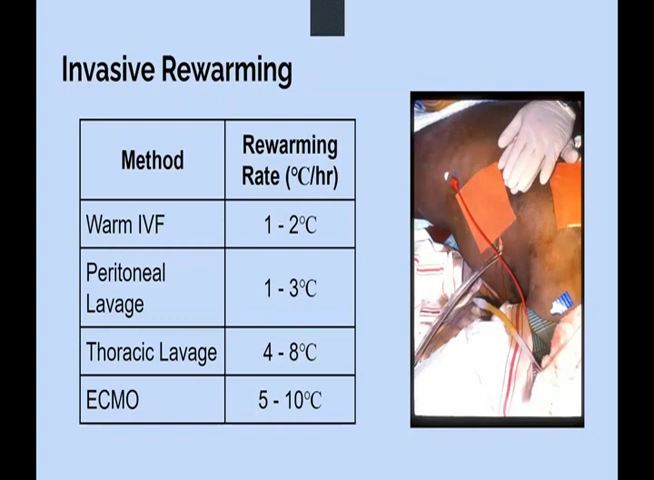 Invasive Rewarming
Method
Rewarming
Rate (℃/hr)
Warm IVF
1 - 2℃
Peritoneal
Lavage
1 - 3℃
Thoracic Lavage
4 - 8℃
ECMO
5 - 10℃